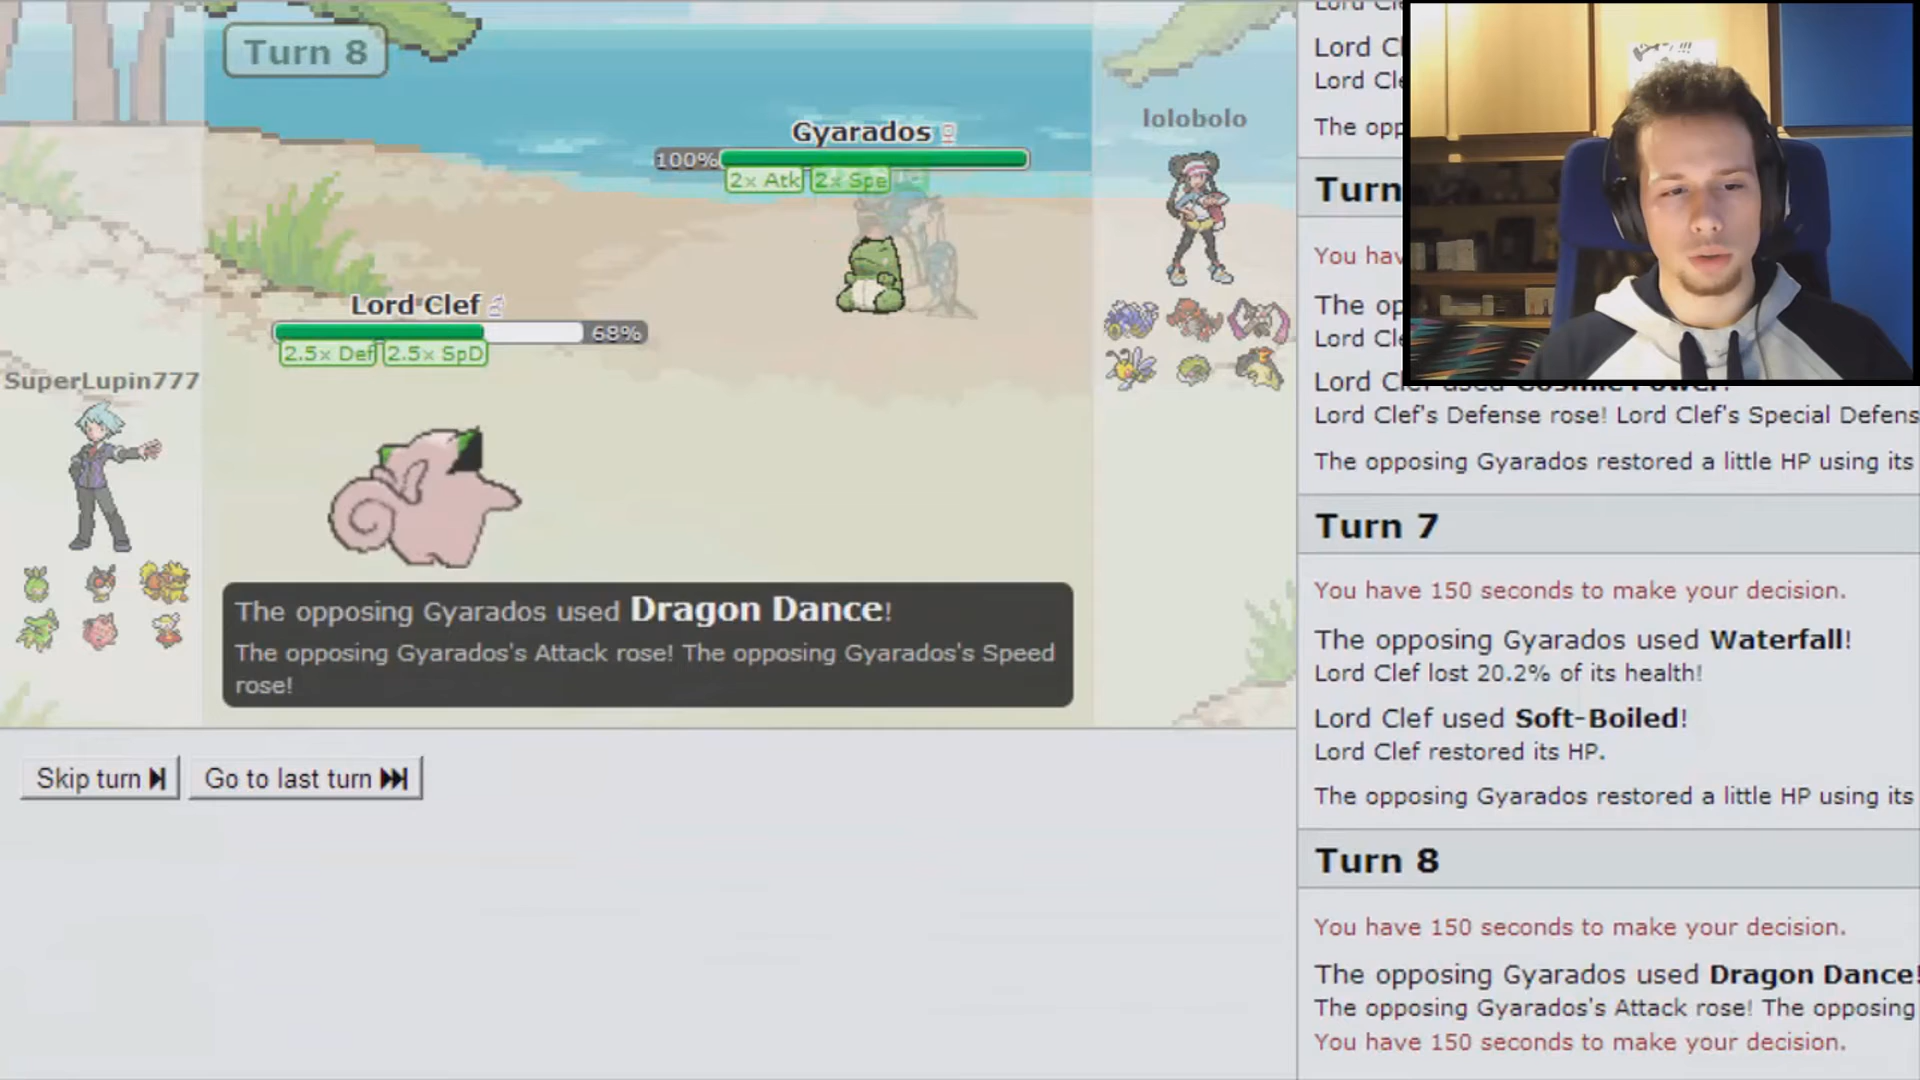 Turn 8
Gyarados
100%
2x Atk 2x Spe
lolobolo
Lord Clef
68%
2.5x Def 2.5x SpD
SuperLupin777
The opposing Gyarados used Dragon Dance!
The opposing Gyarados's Attack rose! The opposing Gyarados's Speed
rose!
Skip turn
Go to last turn
Lord Cle
The opp
Turn
You hav
The op
Lord Cle
Lord Clef used Cosmic Power!
Lord Clef's Defense rose! Lord Clef's Special Defens
The opposing Gyarados restored a little HP using its
Turn 7
You have 150 seconds to make your decision.
The opposing Gyarados used Waterfall!
Lord Clef lost 20.2% of its health!
Lord Clef used Soft-Boiled!
Lord Clef restored its HP.
The opposing Gyarados restored a little HP using its
Turn 8
You have 150 seconds to make your decision.
The opposing Gyarados used Dragon Dance!
The opposing Gyarados's Attack rose! The opposing
You have 150 seconds to make your decision.